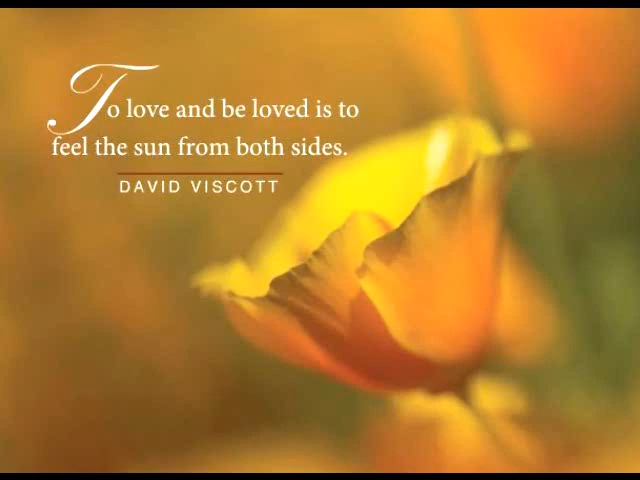 To love and be loved is to
feel the sun from both sides.
DAVID VISCOTT